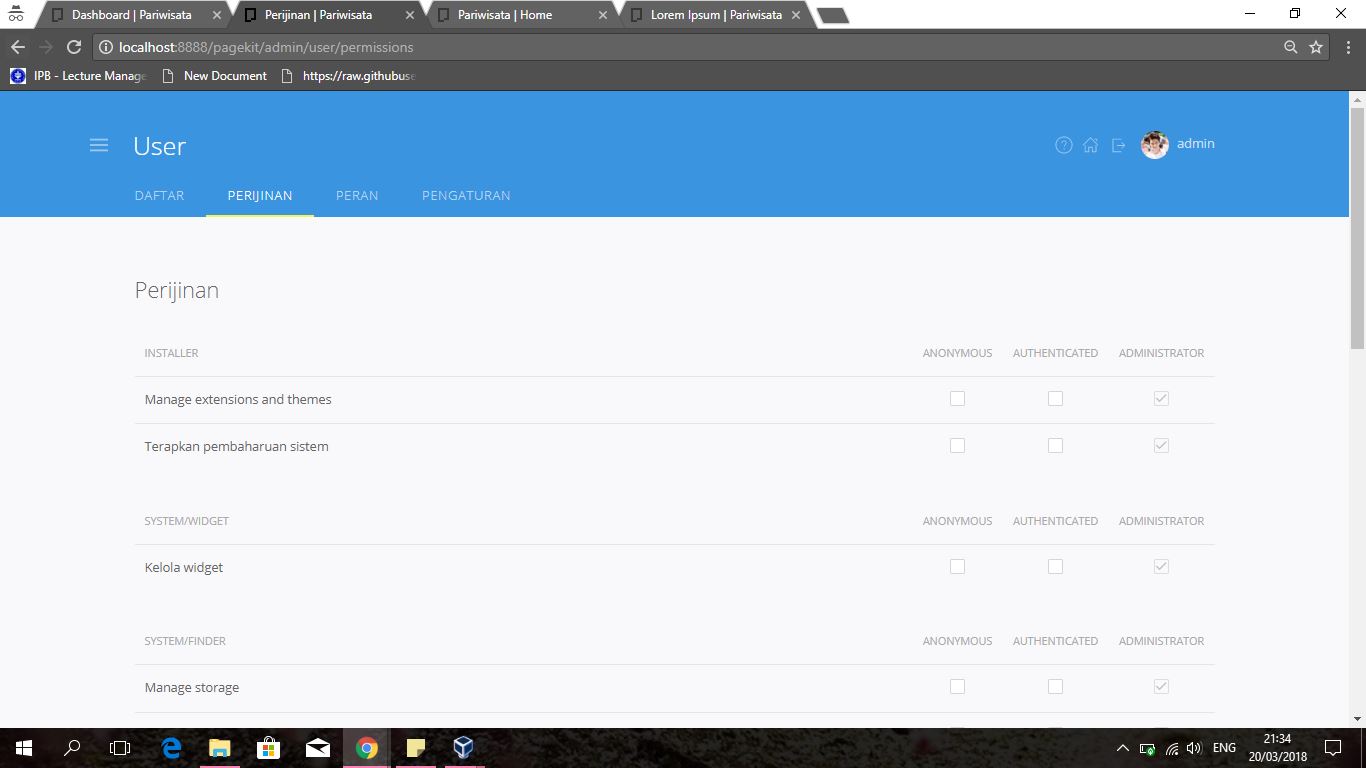 Dashboard | Pariwisata
Perijinan | Pariwisata
Pariwisata | Home
Lorem Ipsum | Pariwisata
localhost:8888/pagekit/admin/user/permissions
IPB - Lecture Manage
New Document
https://raw.githubuse
User
admin
DAFTAR
PERIJINAN
PERAN
PENGATURAN
Perijinan
INSTALLER ANONYMOUS AUTHENTICATED ADMINISTRATOR
Manage extensions and themes
Terapkan pembaharuan sistem
SYSTEM/WIDGET ANONYMOUS AUTHENTICATED ADMINISTRATOR
Kelola widget
SYSTEM/FINDER ANONYMOUS AUTHENTICATED ADMINISTRATOR
Manage storage
ENG
21:34
20/03/2018